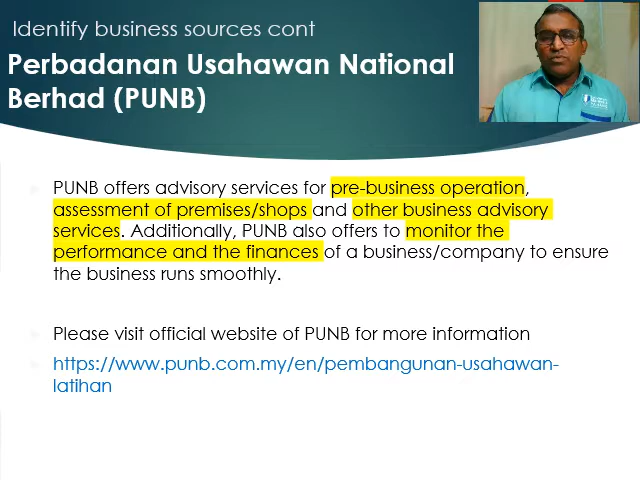 Identify business sources cont
Perbadanan Usahawan National
Berhad (PUNB)
PUNB offers advisory services for pre-business operation,
assessment of premises/shops and other business advisory
services. Additionally, PUNB also offers to monitor the
performance and the finances of a business/company to ensure
the business runs smoothly.
Please visit official website of PUNB for more information
https://www.punb.com.my/en/pembangunan-usahawan-
latihan